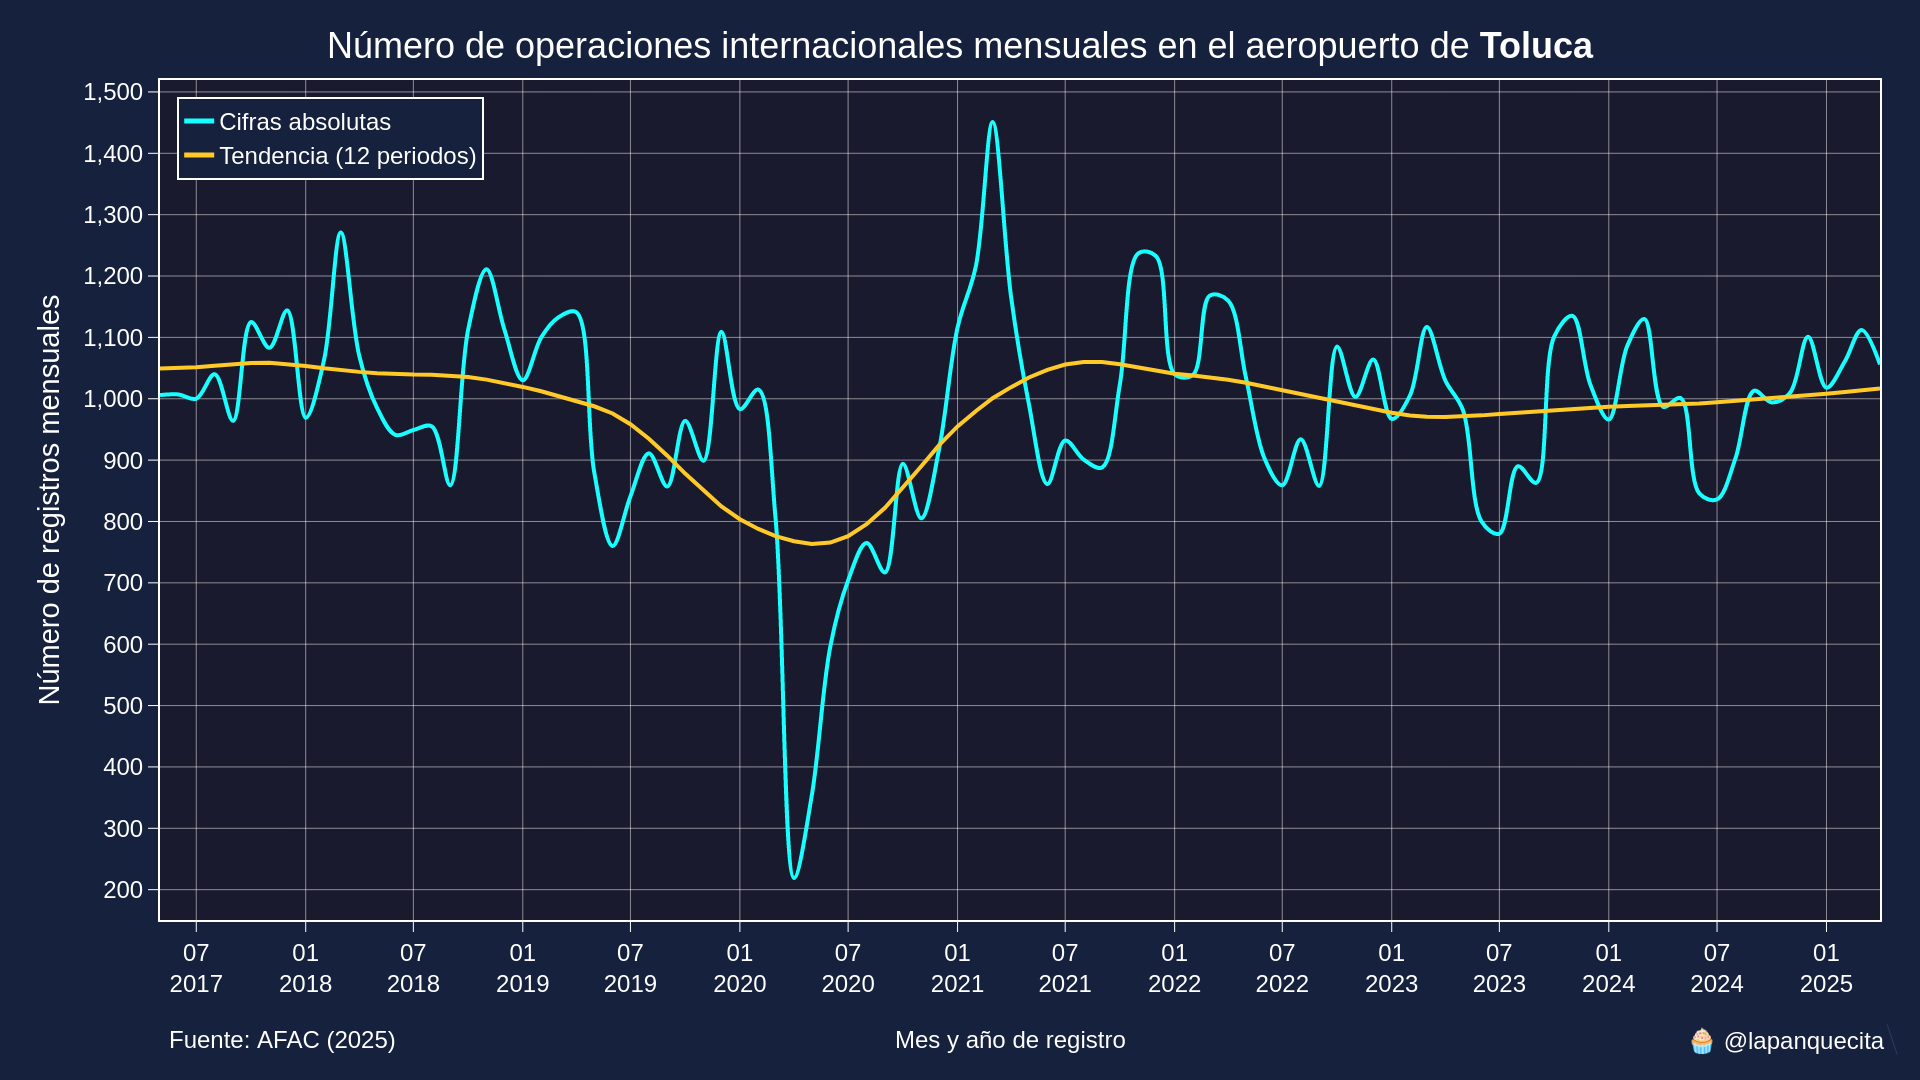 Número de operaciones internacionales mensuales en el aeropuerto de Toluca
Cifras absolutas
Tendencia (12 periodos)
Número de registros mensuales
1,500
1,400
1,300
1,200
1,100
1,000
900
800
700
600
500
400
300
200
07 01 07 01 07 01 07 01 07 01 07 01 07 01 07 01
2017 2018 2018 2019 2019 2020 2020 2021 2021 2022 2022 2023 2023 2024 2024 2025
Fuente: AFAC (2025)
Mes y año de registro
🧁 @lapanquecita